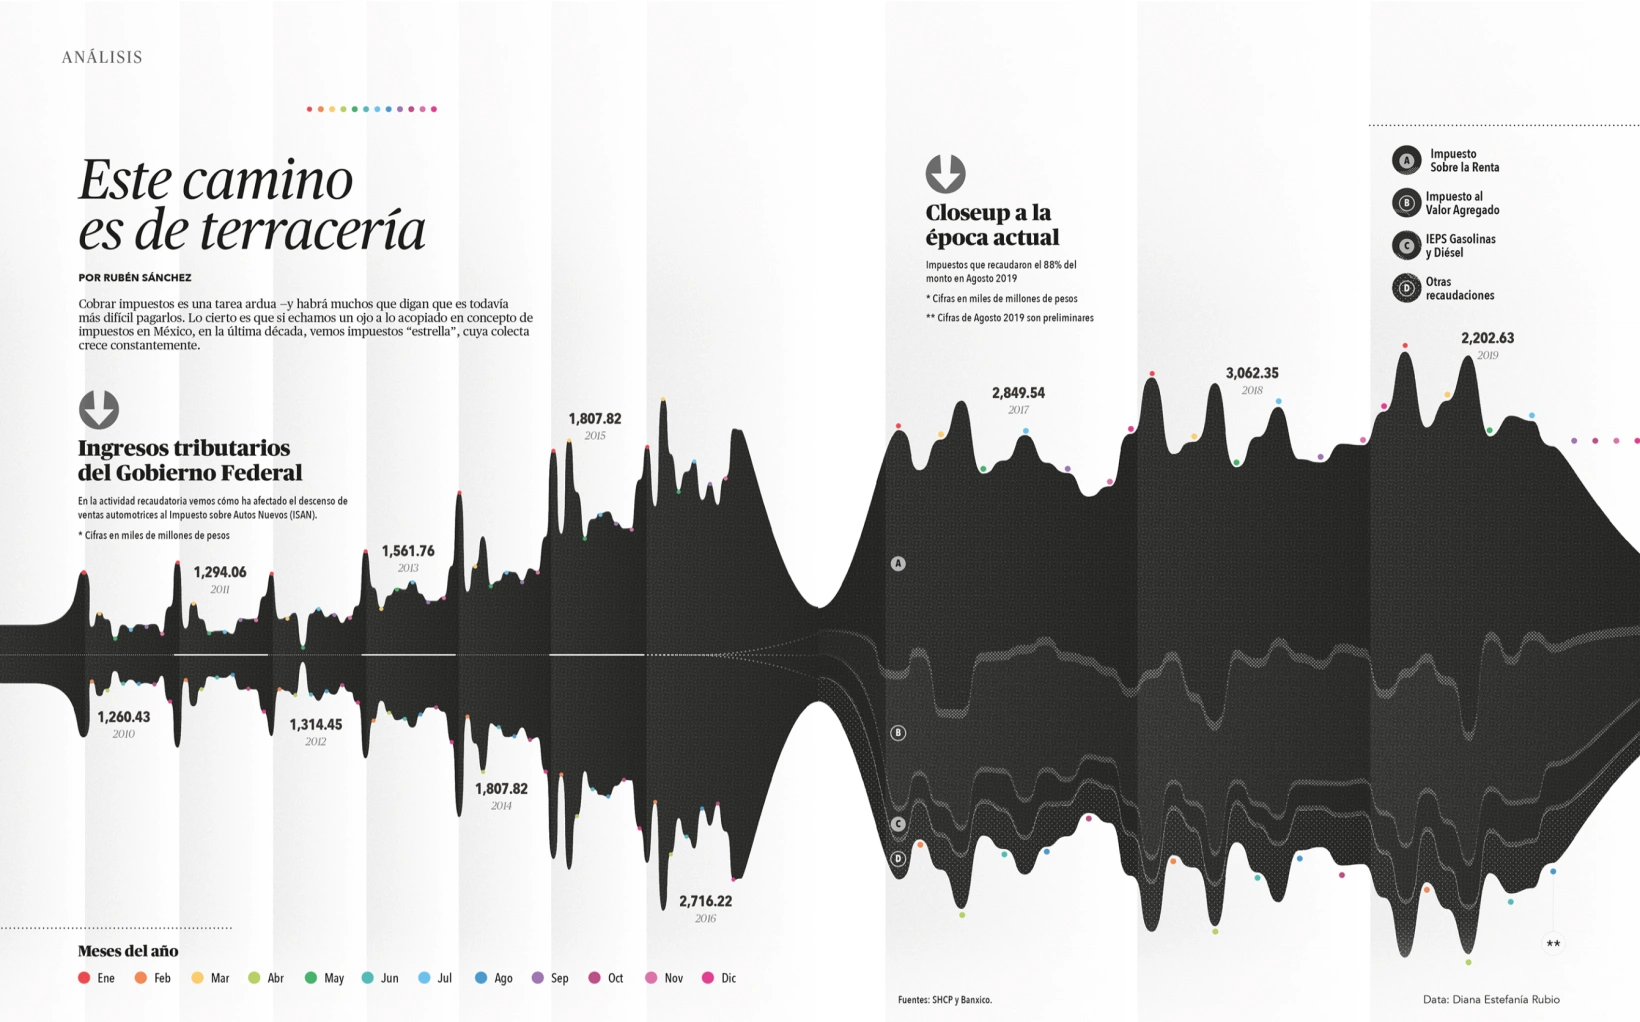 ANÁLISIS
Este camino
es de terracería
POR RUBÉN SÁNCHEZ
Cobrar impuestos es una tarea ardua —y habrá muchos que digan que es todavía
más difícil pagarlos. Lo cierto es que si echamos un ojo a lo acopiado en concepto de
impuestos en México, en la última década, vemos impuestos “estrella”, cuya colecta
crece constantemente.
Ingresos tributarios
del Gobierno Federal
En la actividad recaudatoria vemos cómo ha afectado el descenso de
ventas automotrices al Impuesto sobre Autos Nuevos (ISAN).
* Cifras en miles de millones de pesos
1,260.43
2010
1,294.06
2011
1,314.45
2012
1,561.76
2013
1,807.82
2014
1,807.82
2015
2,716.22
2016
Meses del año
Ene
Feb
Mar
Abr
May
Jun
Jul
Ago
Sep
Oct
Nov
Dic
Closeup a la
época actual
Impuestos que recaudaron el 88% del
monto en Agosto 2019
* Cifras en miles de millones de pesos
** Cifras de Agosto 2019 son preliminares
2,849.54
2017
3,062.35
2018
2,202.63
2019
A
Impuesto
Sobre la Renta
B
Impuesto al
Valor Agregado
C
IEPS Gasolinas
y Diésel
D
Otras
recaudaciones
A
B
C
D
**
Fuentes: SHCP y Banxico.
Data: Diana Estefanía Rubio